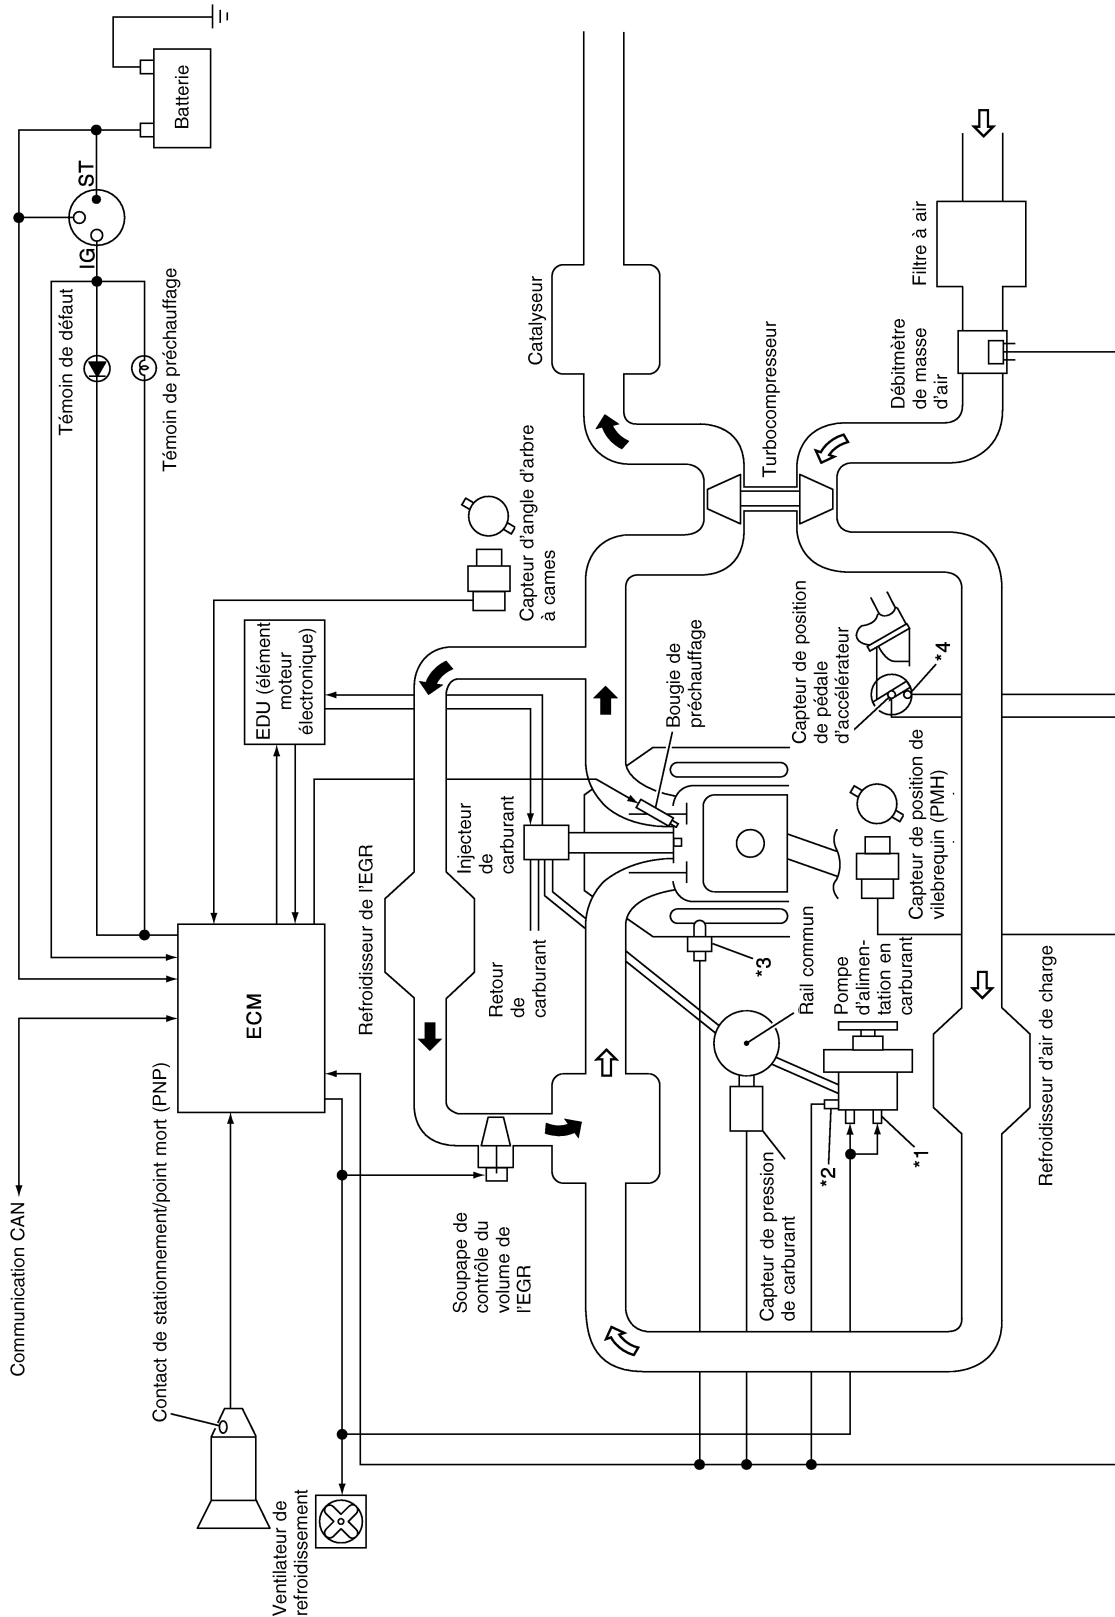 Batterie
ST
IG
Témoin de défaut
Témoin de préchauffage
Communication CAN
Contact de stationnement/point mort (PNP)
ECM
EDU (élément
moteur
électronique)
Capteur d'angle d'arbre
à cames
Catalyseur
Turbocompresseur
Filtre à air
Débitmètre
de masse
d'air
Refroidisseur de l'EGR
Injecteur
de
carburant
Retour
de
carburant
Bougie de
préchauffage
Capteur de position
de pédale
d'accélérateur
*4
Capteur de position de
vilebrequin (PMH)
*3
Rail commun
Pompe
d'alimen-
tation en
carburant
*2
*1
Refroidisseur d'air de charge
Capteur de pression
de carburant
Soupape de
contrôle du
volume de
l'EGR
Ventilateur de
refroidissement